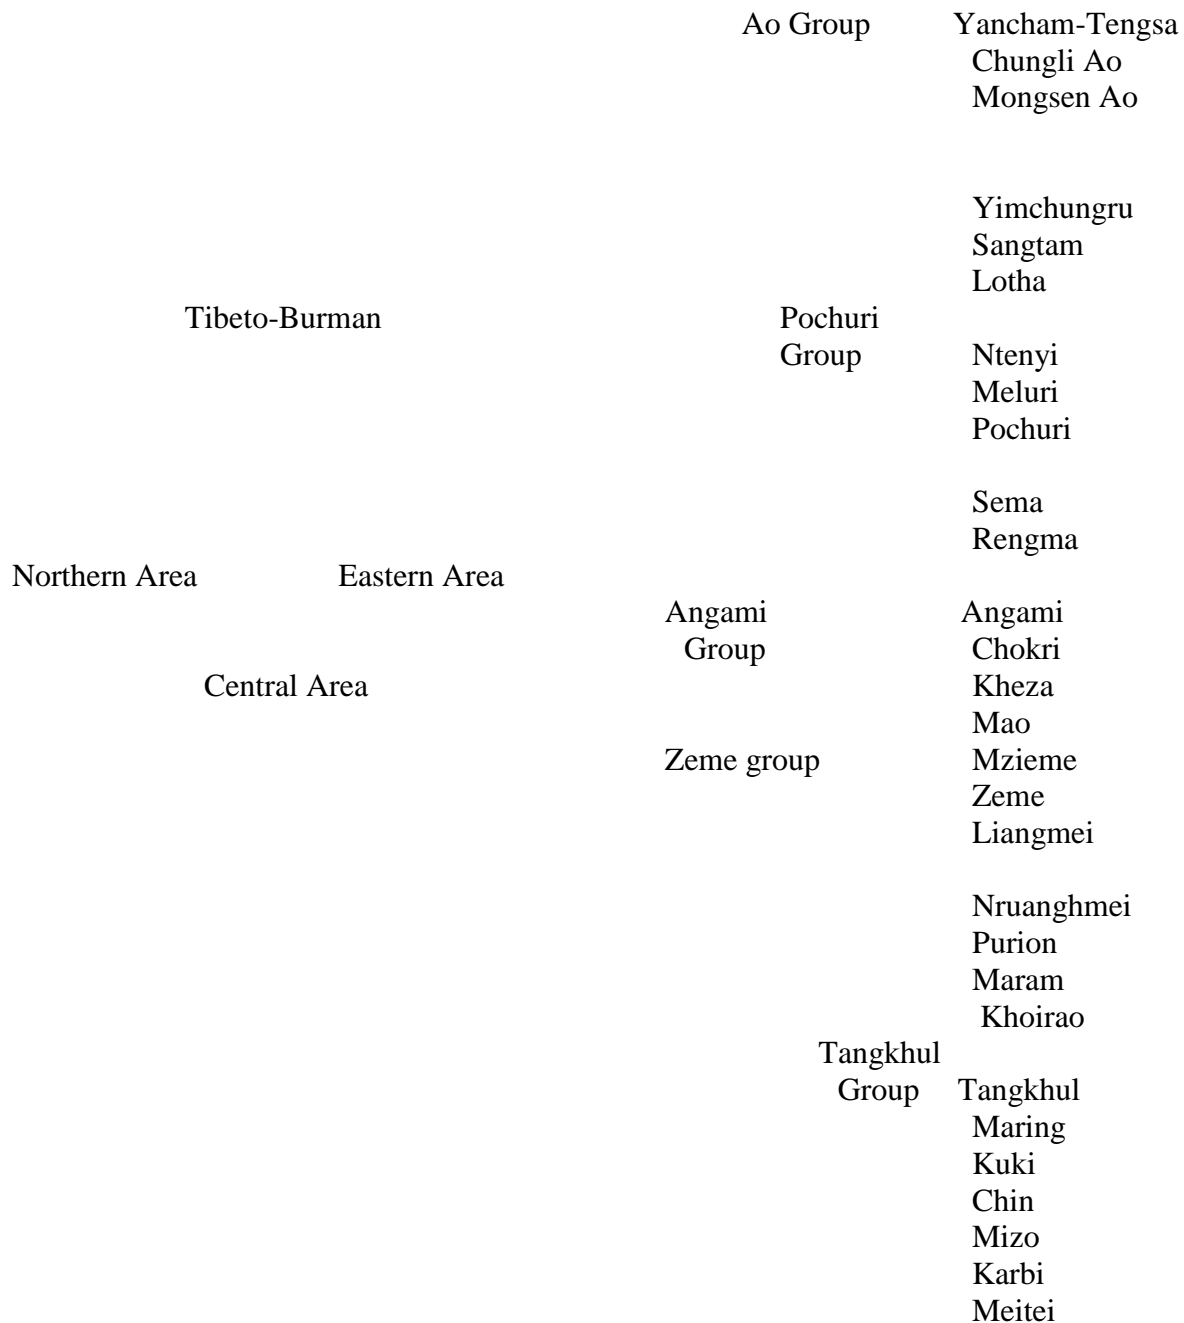 Ao Group Yancham-Tengsa
Chungli Ao
Mongsen Ao
Yimchungru
Sangtam
Lotha
Tibeto-Burman Pochuri
Group Ntenyi
Meluri
Pochuri
Sema
Rengma
Northern Area Eastern Area
Angami Angami
Group Chokri
Central Area Kheza
Mao
Zeme group Mzieme
Zeme
Liangmei
Nruanghmei
Purion
Maram
Khoirao
Tangkhul
Group Tangkhul
Maring
Kuki
Chin
Mizo
Karbi
Meitei